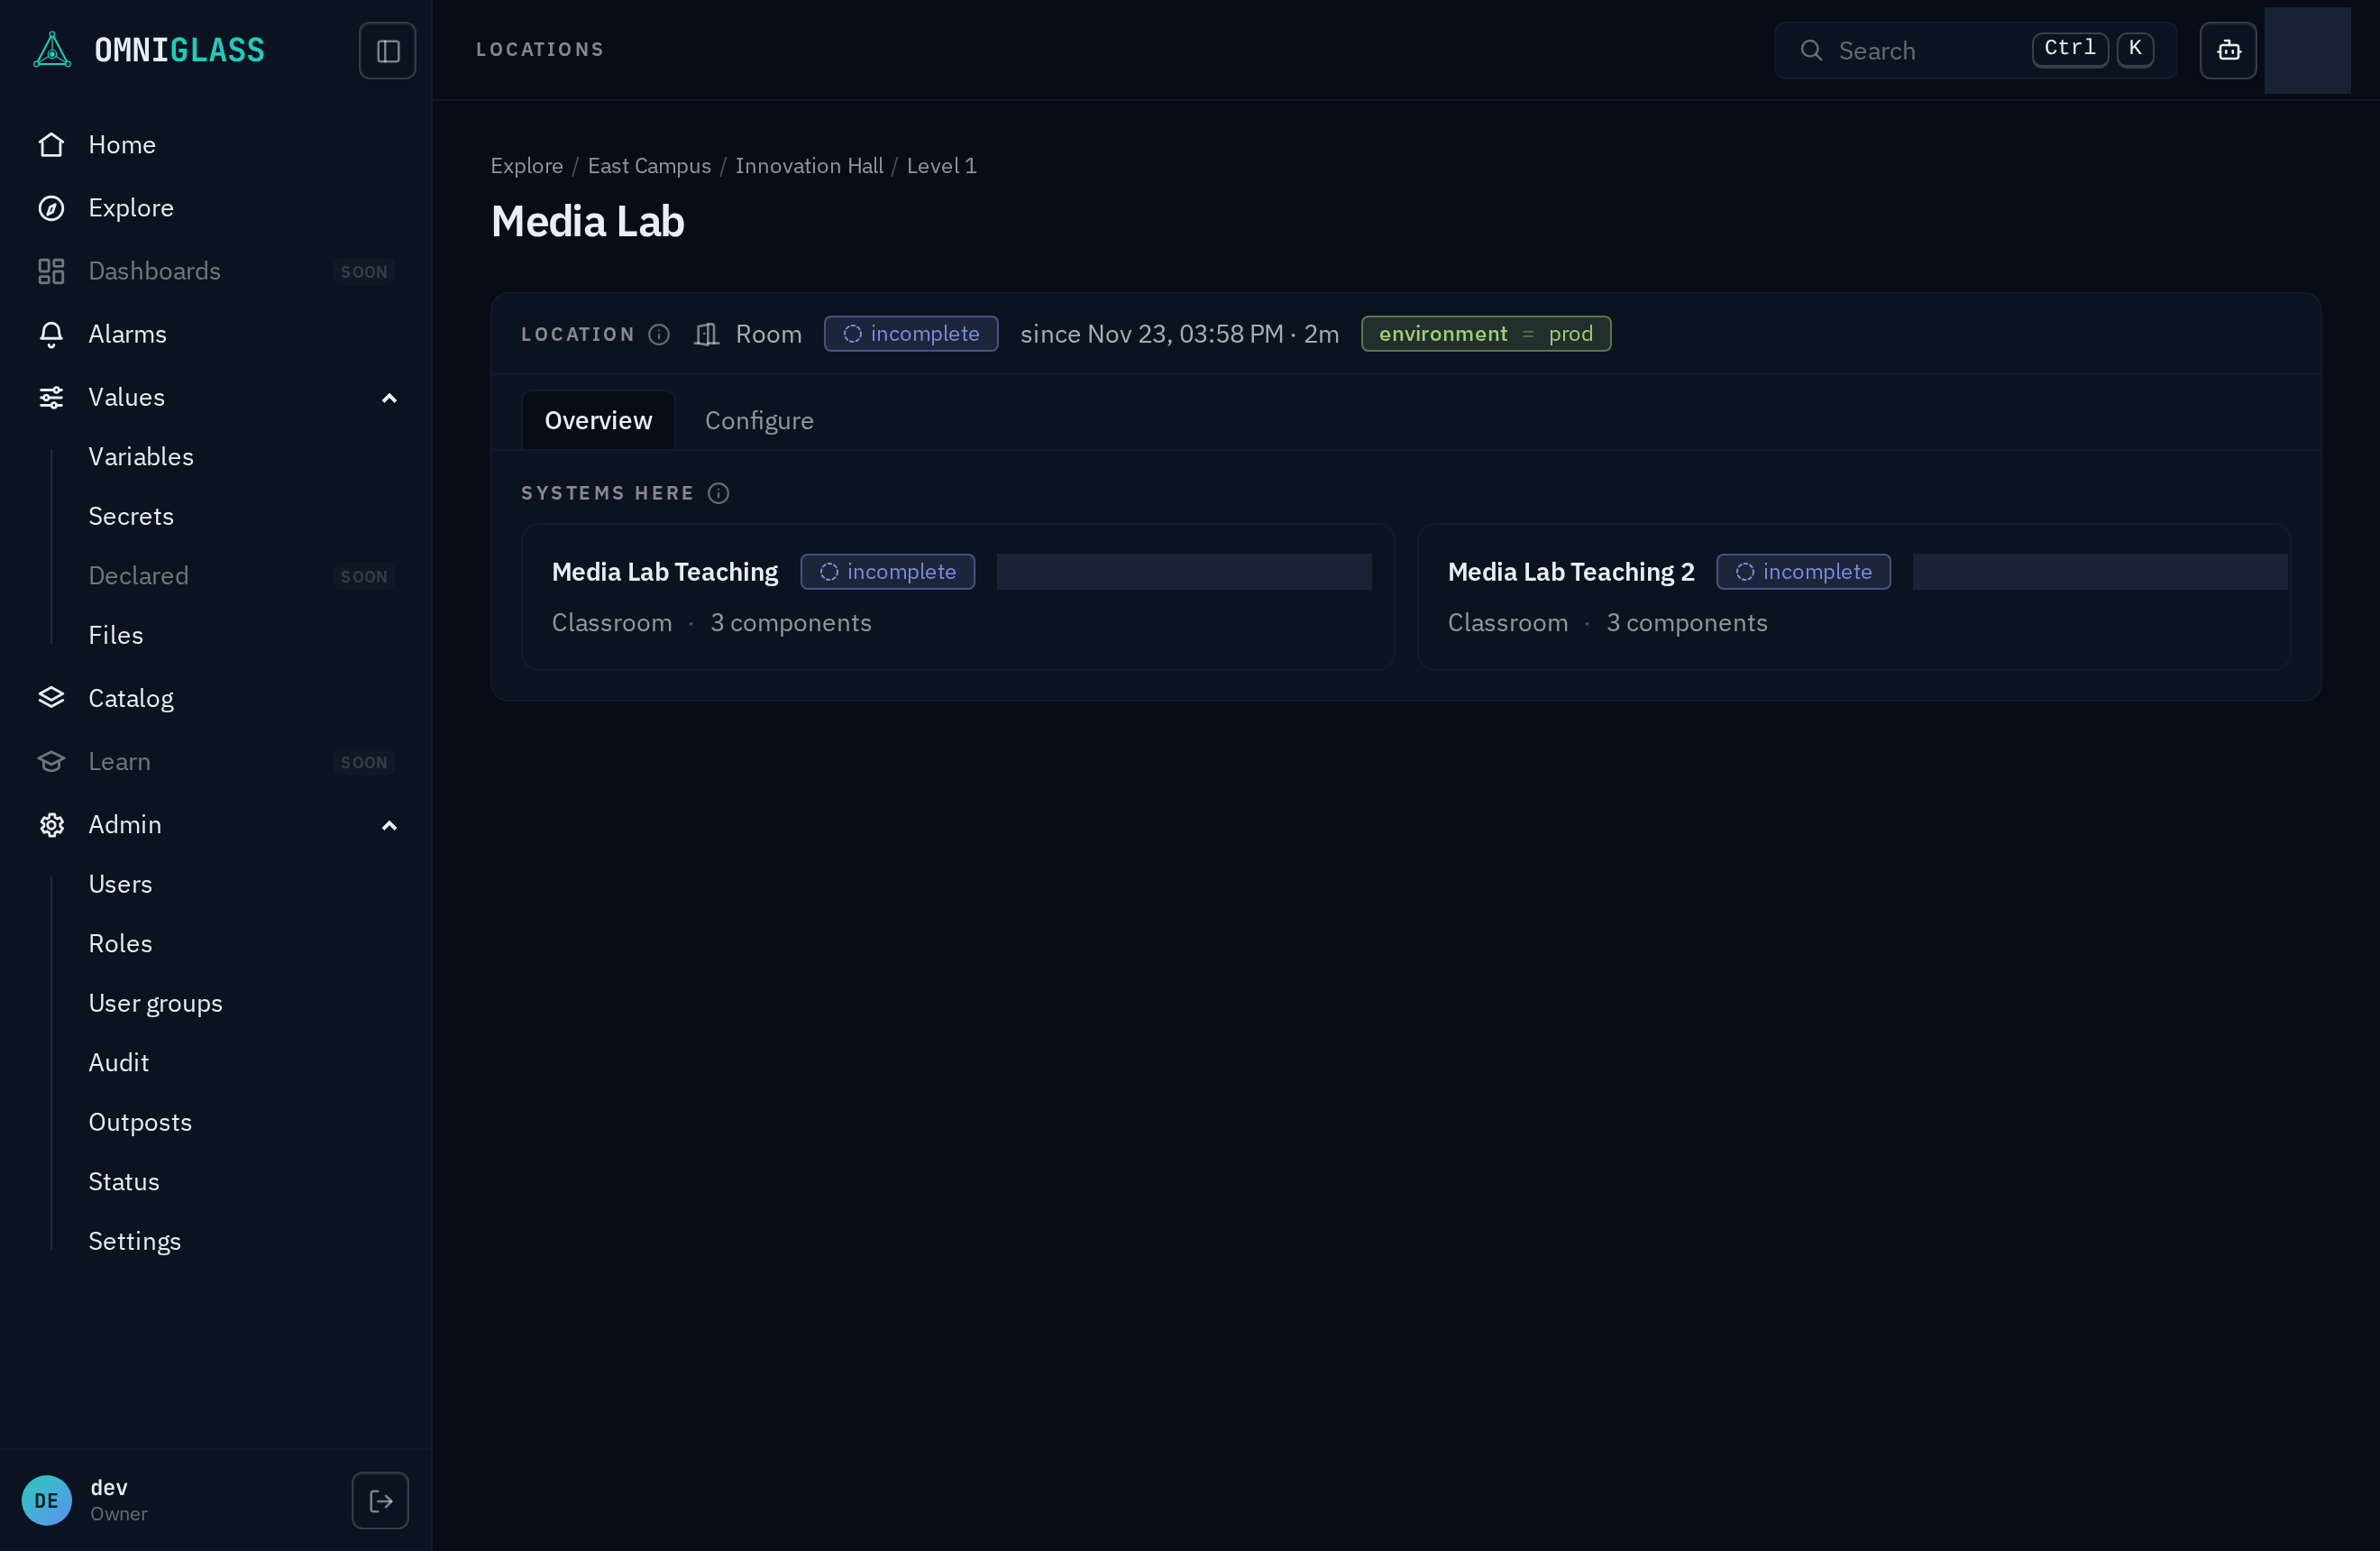 OMNIGLASS
LOCATIONS
Search
Ctrl K
Home
Explore
Dashboards SOON
Alarms
Values
Variables
Secrets
Declared SOON
Files
Catalog
Learn SOON
Admin
Users
Roles
User groups
Audit
Outposts
Status
Settings
DE
dev
Owner
Explore / East Campus / Innovation Hall / Level 1
Media Lab
LOCATION Room incomplete since Nov 23, 03:58 PM · 2m environment = prod
Overview Configure
SYSTEMS HERE
Media Lab Teaching incomplete
Classroom · 3 components
Media Lab Teaching 2 incomplete
Classroom · 3 components